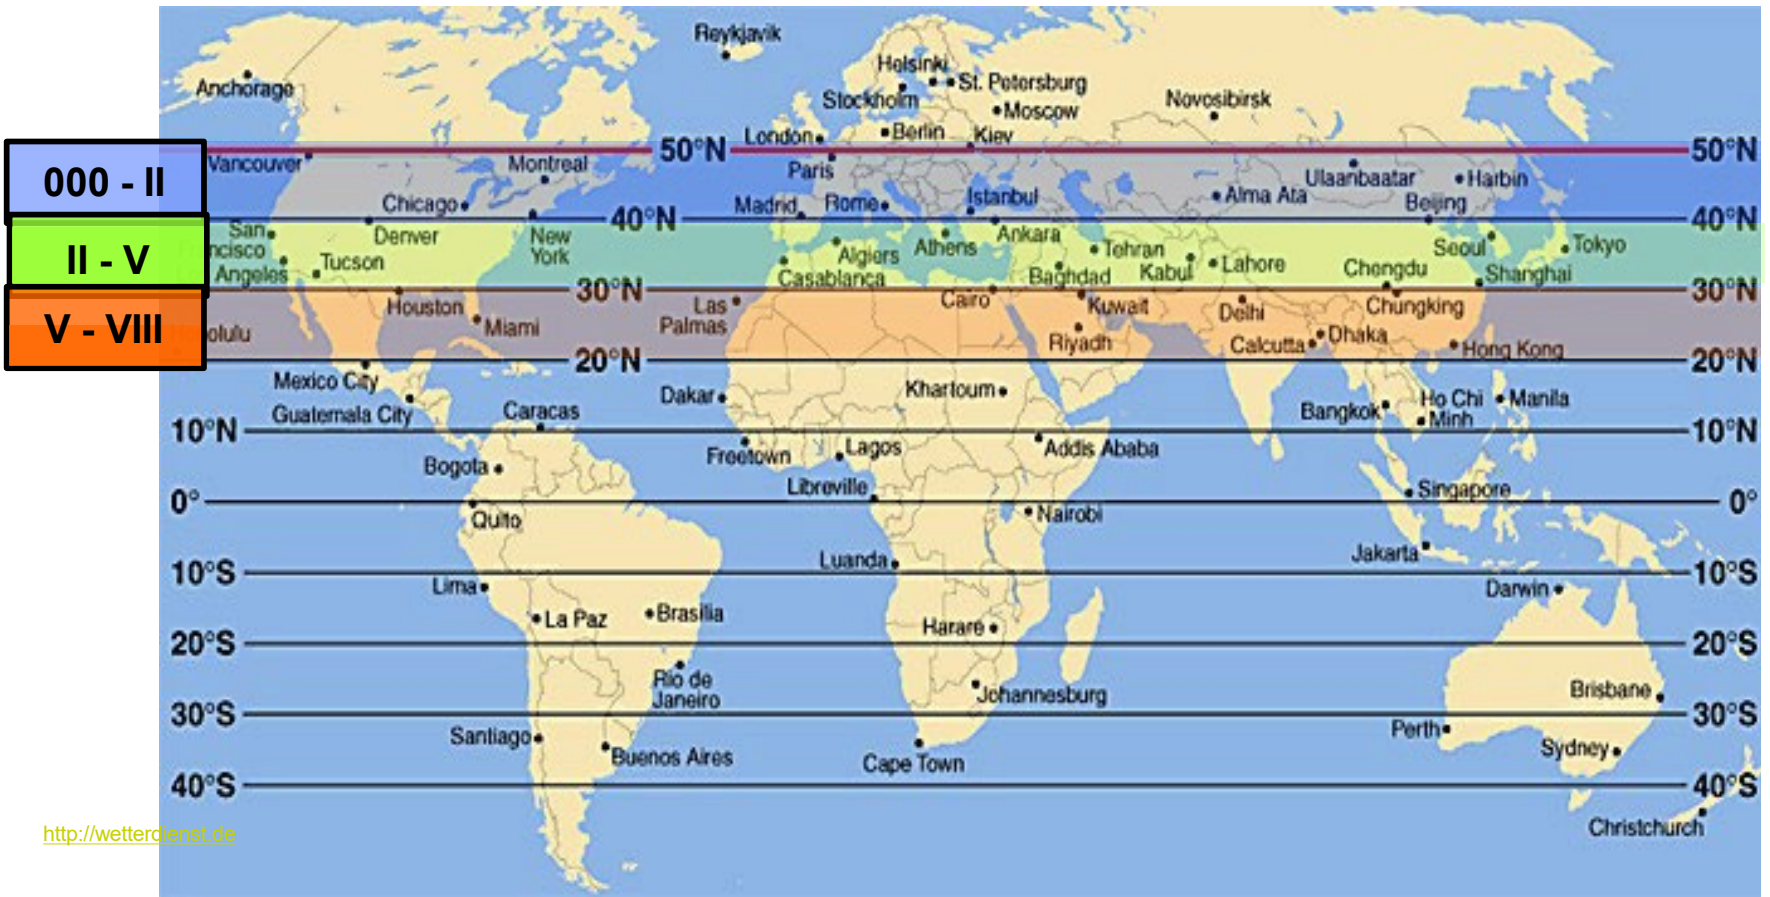 Reykjavik
Helsinki
Anchorage
St. Petersburg
Stockholm
Moscow
Novosibirsk
London
Berlin
Kiev
50°N
50°N
Vancouver
Montreal
Paris
000 - II
Ulaanbaatar
Harbin
Chicago
Madrid
Rome
Istanbul
Alma Ata
Beijing
40°N
40°N
San
ncisco
Angeles
Denver
New
York
Ankara
Athens
Algiers
Tehran
Seoul
Tokyo
II - V
Tucson
Casablanca
Baghdad
Kabul
Lahore
Chengdu
Shanghai
30°N
30°N
Houston
Las
Palmas
Cairo
Kuwait
Delhi
Chungking
V - VIII
nolulu
Miami
Riyadh
Calcutta
Dhaka
Hong Kong
20°N
20°N
Mexico City
Guatemala City
Caracas
Dakar
Khartoum
Bangkok
Ho Chi
Minh
Manila
10°N
10°N
Freetown
Lagos
Addis Ababa
Bogota
Libreville
Singapore
0°
0°
Quito
Nairobi
Luanda
Jakarta
10°S
10°S
Lima
Darwin
La Paz
Brasilia
Harare
20°S
20°S
Rio de
Janeiro
Johannesburg
Brisbane
30°S
30°S
Santiago
Buenos Aires
Cape Town
Perth
Sydney
40°S
40°S
http://wetterdienst.de
Christchurch